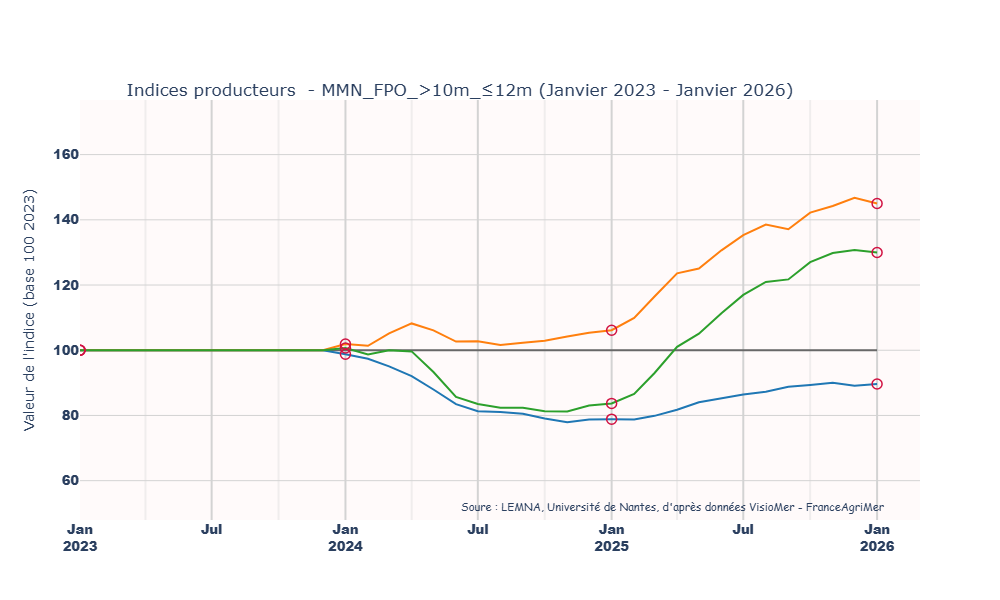 Indices producteurs - MMN_FPO_>10m_≤12m (Janvier 2023 - Janvier 2026)
Valeur de l'indice (base 100 2023)
160
140
120
100
80
60
Soure : LEMNA, Université de Nantes, d'après données VisioMer - FranceAgriMer
Jan Jul Jan Jul Jan Jul Jan
2023 2024 2025 2026